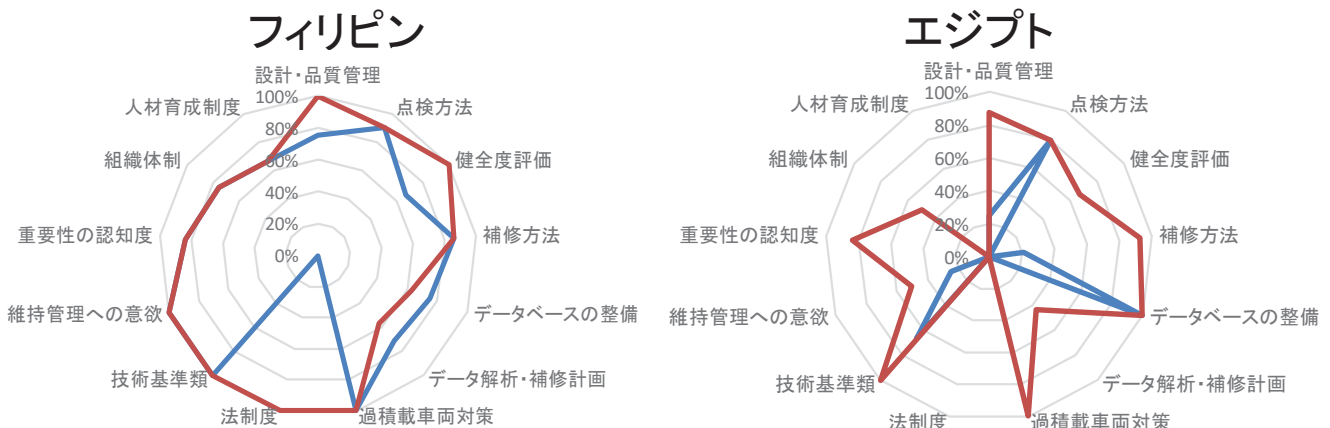 フィリピン
設計・品質管理
点検方法
健全度評価
補修方法
データベースの整備
データ解析・補修計画
過積載車両対策
法制度
技術基準類
維持管理への意欲
重要性の認知度
組織体制
人材育成制度
100%
80%
60%
40%
20%
0%
エジプト
設計・品質管理
点検方法
健全度評価
補修方法
データベースの整備
データ解析・補修計画
過積載車両対策
法制度
技術基準類
維持管理への意欲
重要性の認知度
組織体制
人材育成制度
100%
80%
60%
40%
20%
0%